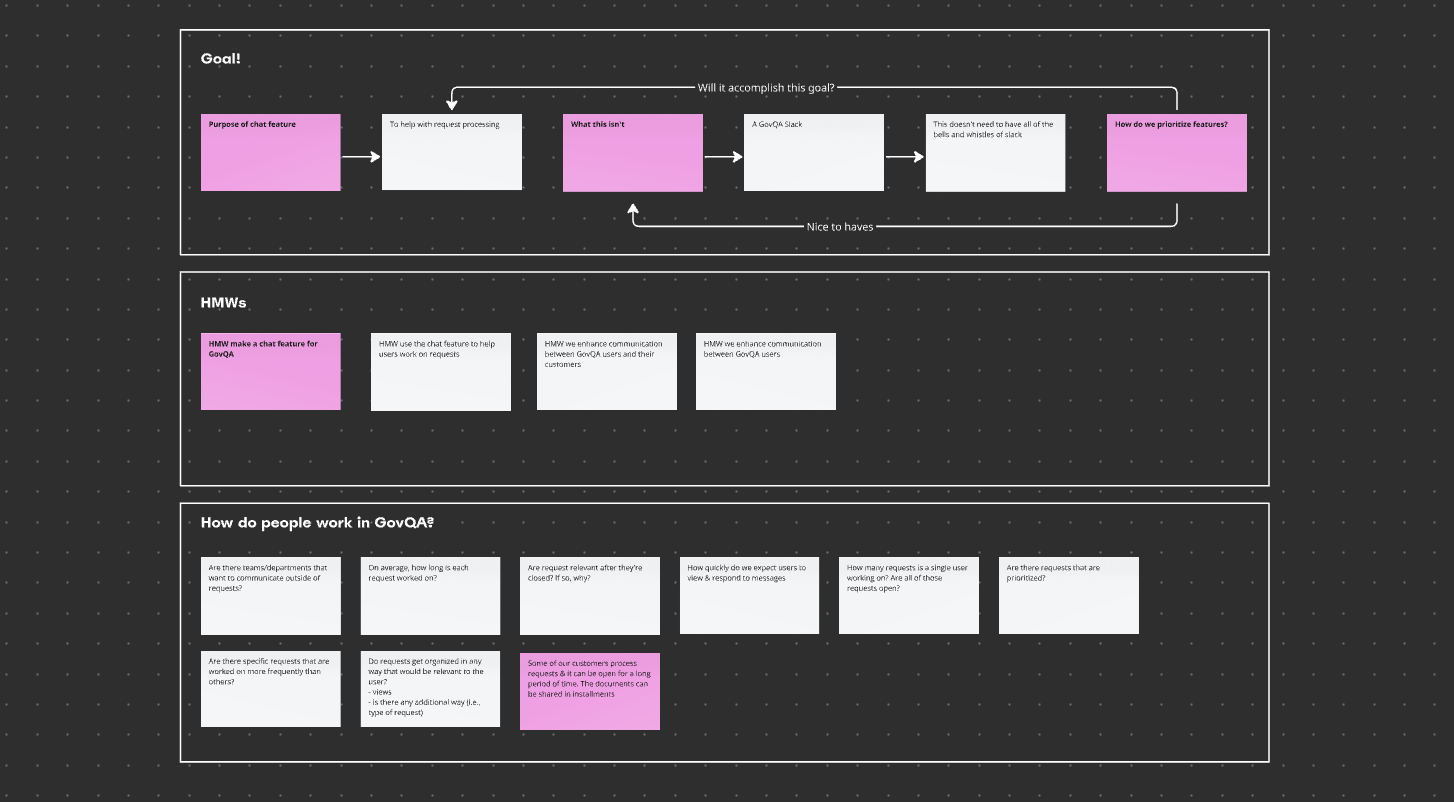 Goal!
Will it accomplish this goal?
Purpose of chat feature
To help with request processing
What this isn't
A GovQA Slack
This doesn't need to have all of the
bells and whistles of slack
How do we prioritize features?
Nice to haves
HMWs
HMW make a chat feature for
GovQA
HMW use the chat feature to help
users work on requests
HMW we enhance communication
between GovQA users and their
customers
HMW we enhance communication
between GovQA users
How do people work in GovQA?
Are there teams/departments that
want to communicate outside of
requests?
On average, how long is each
request worked on?
Are request relevant after they're
closed? If so, why?
How quickly do we expect users to
view & respond to messages
How many requests is a single user
working on? Are all of those
requests open?
Are there requests that are
prioritized?
Are there specific requests that are
worked on more frequently than
others?
Do requests get organized in any
way that would be relevant to the
user?
- views
- is there any additional way (i.e.,
type of request)
Some of our customers process
requests & it can be open for a long
period of time. The documents can
be shared in installments